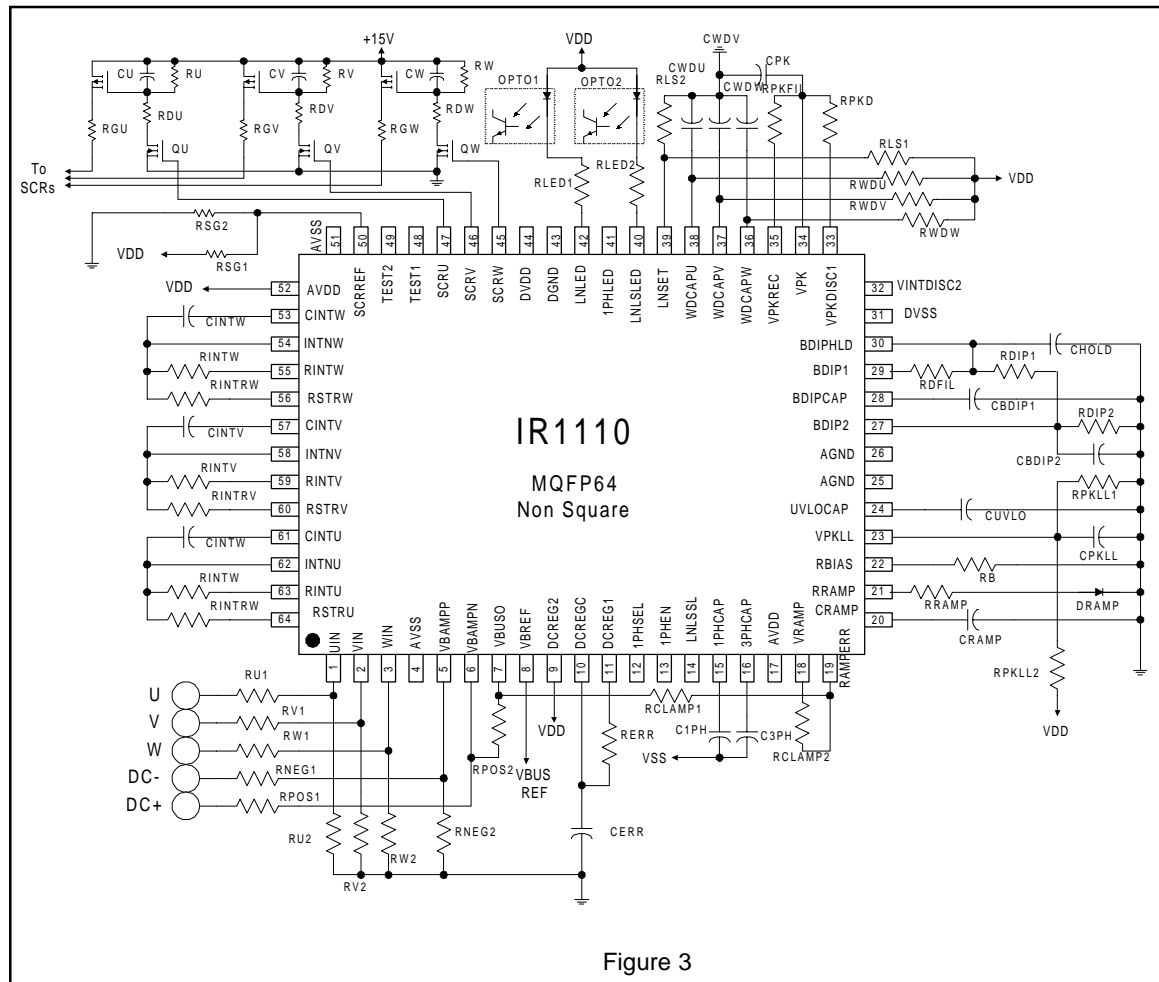 +15V
VDD
CWDV
CU
RU
CV
RV
CW
RW
OPTO1
OPTO2
RLS2
CWDU
CWDW
CPK
RPKFIL
RPKD
RDU
RDV
RDW
RGU
RGV
RGW
QU
QV
QW
To
SCRs
RLED1
RLED2
RLS1
RWDU
RWDV
RWDW
VDD
RSG2
RSG1
VDD
51 50 49 48 47 46 45 44 43 42 41 40 39 38 37 36 35 34 33
AVSS
SCRREF
TEST2
TEST1
SCRU
SCRV
SCRW
DVDD
DGND
LNLED
1PHLED
LNLSLED
LNSET
WDCAPU
WDCAPV
WDCAPW
VPKREC
VPK
VPKDISC1
VDD 52 AVDD
CINTW 53 CINTW
54 INTNW
RINTW 55 RINTW
RINTRW 56 RSTRW
CINTV 57 CINTV
58 INTNV
RINTV 59 RINTV
RINTRV 60 RSTRV
CINTW 61 CINTU
62 INTNU
RINTW 63 RINTU
RINTRW 64 RSTRU
IR1110
MQFP64
Non Square
32 VINTDISC2
31 DVSS
BDIPHLD 30 CHOLD
BDIP1 29 RDFIL RDIP1
BDIPCAP 28 CBDIP1
BDIP2 27 RDIP2
AGND 26 CBDIP2
AGND 25 RPKLL1
UVLOCAP 24 CUVLO
VPKLL 23 CPKLL
RBIAS 22 RB
RRAMP 21 RRAMP DRAMP
CRAMP 20 CRAMP
RPKLL2
VDD
UIN
VIN
WIN
AVSS
VBAMPP
VBAMPN
VBUSO
VBREF
DCREG2
DCREGC
DCREG1
1PHSEL
1PHEN
LNLSSL
1PHCAP
3PHCAP
AVDD
VRAMP
RAMPERR
1 2 3 4 5 6 7 8 9 10 11 12 13 14 15 16 17 18 19
U RU1
V RV1
W RW1
DC- RNEG1
DC+ RPOS1
RPOS2
VBUS
REF
VDD
RERR
RCLAMP1
C1PH
C3PH
VSS
RCLAMP2
RU2
RV2
RW2
RNEG2
CERR
Figure 3